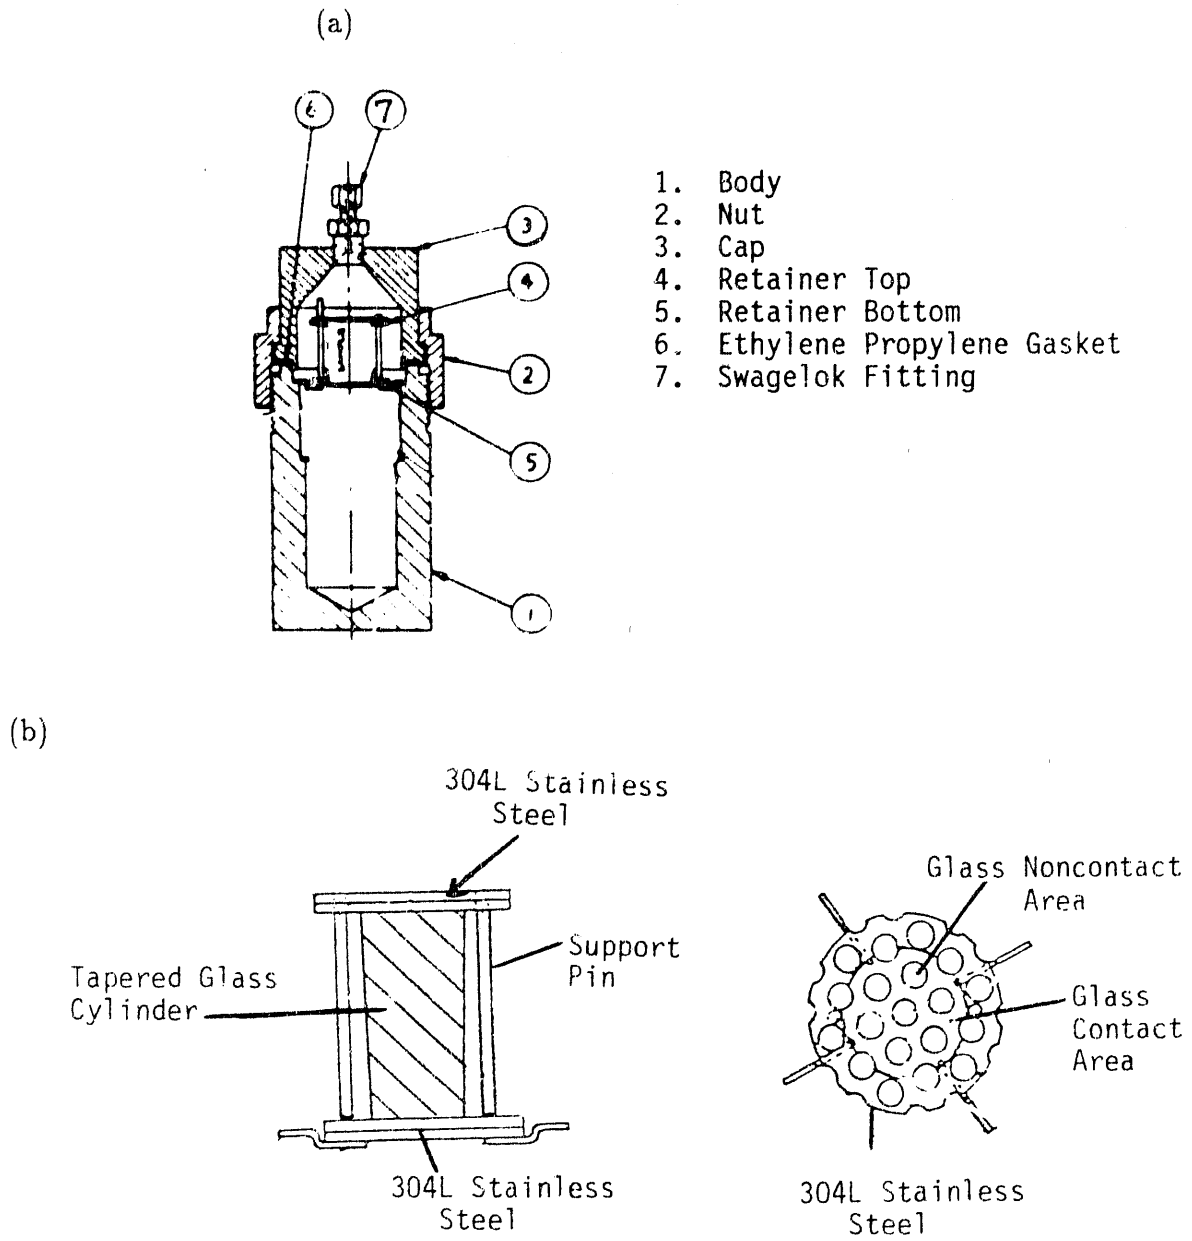 (a)
6
7
3
4
2
5
1
1. Body
2. Nut
3. Cap
4. Retainer Top
5. Retainer Bottom
6. Ethylene Propylene Gasket
7. Swagelok Fitting
(b)
304L Stainless
Steel
Tapered Glass
Cylinder
Support
Pin
304L Stainless
Steel
Glass Noncontact
Area
Glass
Contact
Area
304L Stainless
Steel